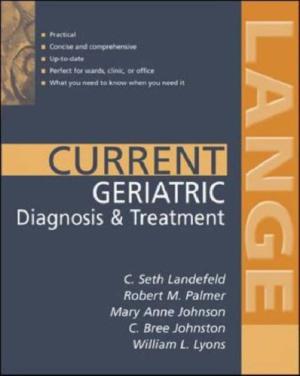 Practical
Concise and comprehensive
Up-to-date
Perfect for wards, clinic, or office
What you need to know when you need it
LANGE
CURRENT
GERIATRIC
Diagnosis & Treatment
C. Seth Landefeld
Robert M. Palmer
Mary Anne Johnson
C. Bree Johnston
William L. Lyons